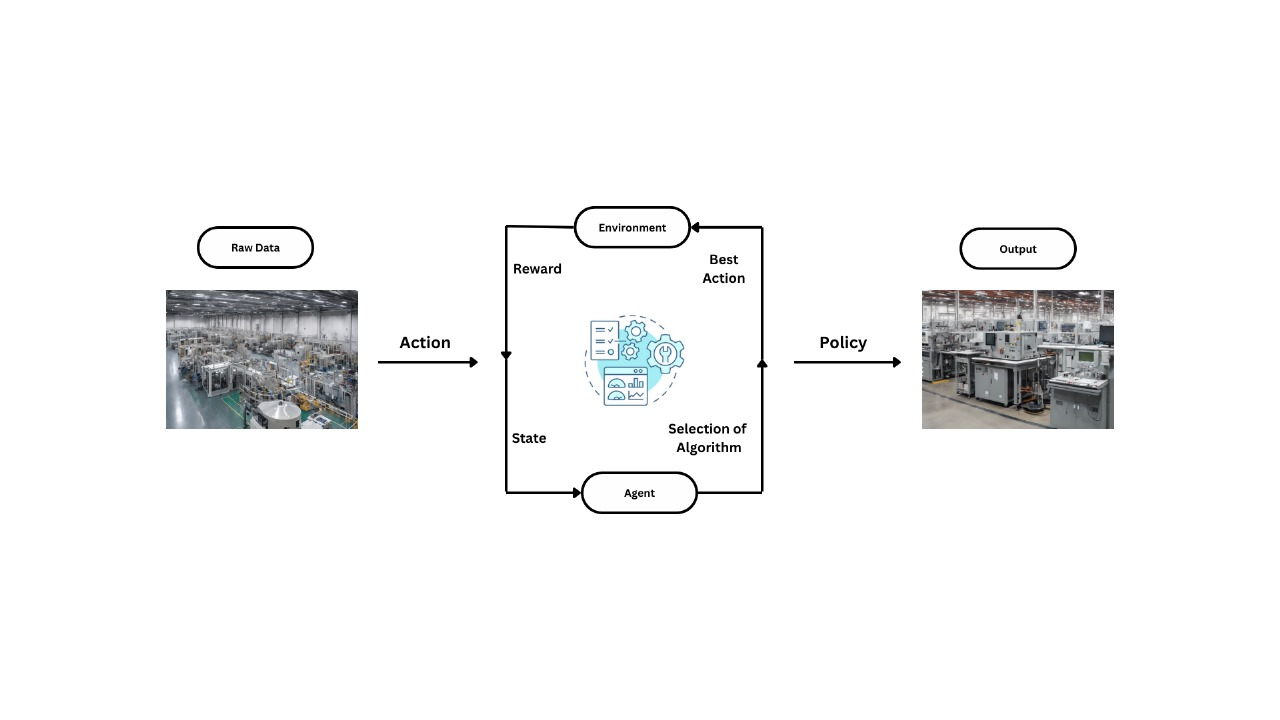 Raw Data
Action
Environment
Reward
Best
Action
State
Selection of
Algorithm
Agent
Policy
Output